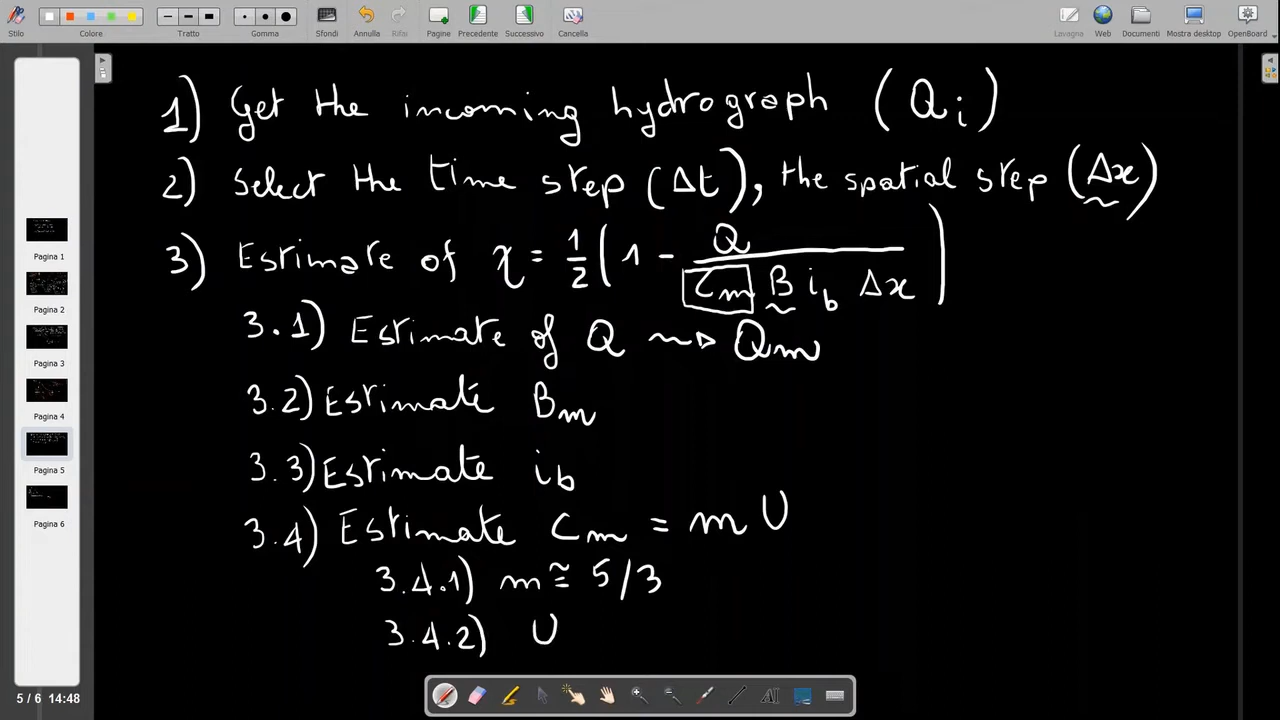 Stilo Colore Tratto Gomma Sfondi Annulla Rifai Pagine Precedente Successivo Cancella Lavagna Web Documenti Mostra desktop OpenBoard
1) Get the incoming hydrograph (Qi)
2) Select the time step (Δt), the spatial step (Δx)
3) Estimate of χ = 1/2 (1 - Q / (Cm B ib Δx))
3.1) Estimate of Q ~> Qm
3.2) Estimate Bm
3.3) Estimate ib
3.4) Estimate Cm = m U
3.4.1) m ≅ 5/3
3.4.2) U
Pagina 1
Pagina 2
Pagina 3
Pagina 4
Pagina 5
Pagina 6
5 / 6 14:48